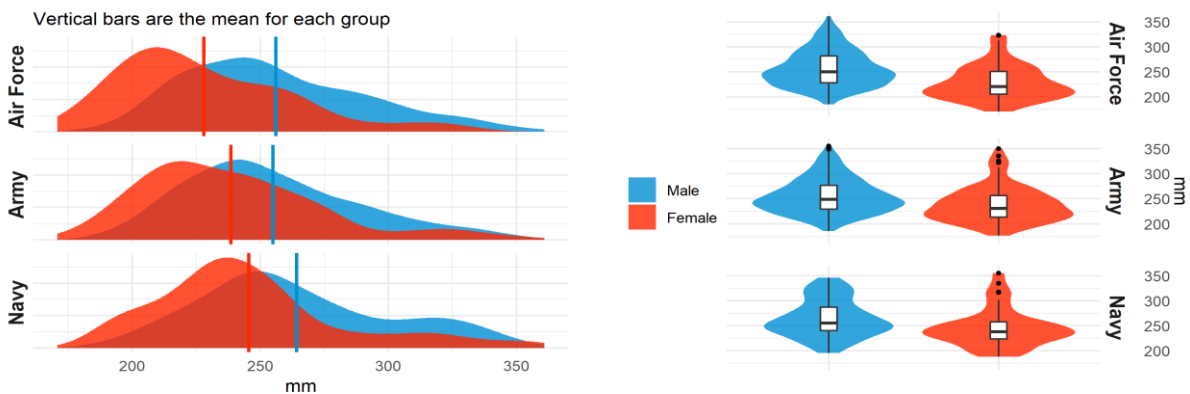 Vertical bars are the mean for each group
Air Force
Army
Navy
200 250 300 350
mm
Male
Female
Air Force
350
300
250
200
Army
350
300
250
200
mm
Navy
350
300
250
200